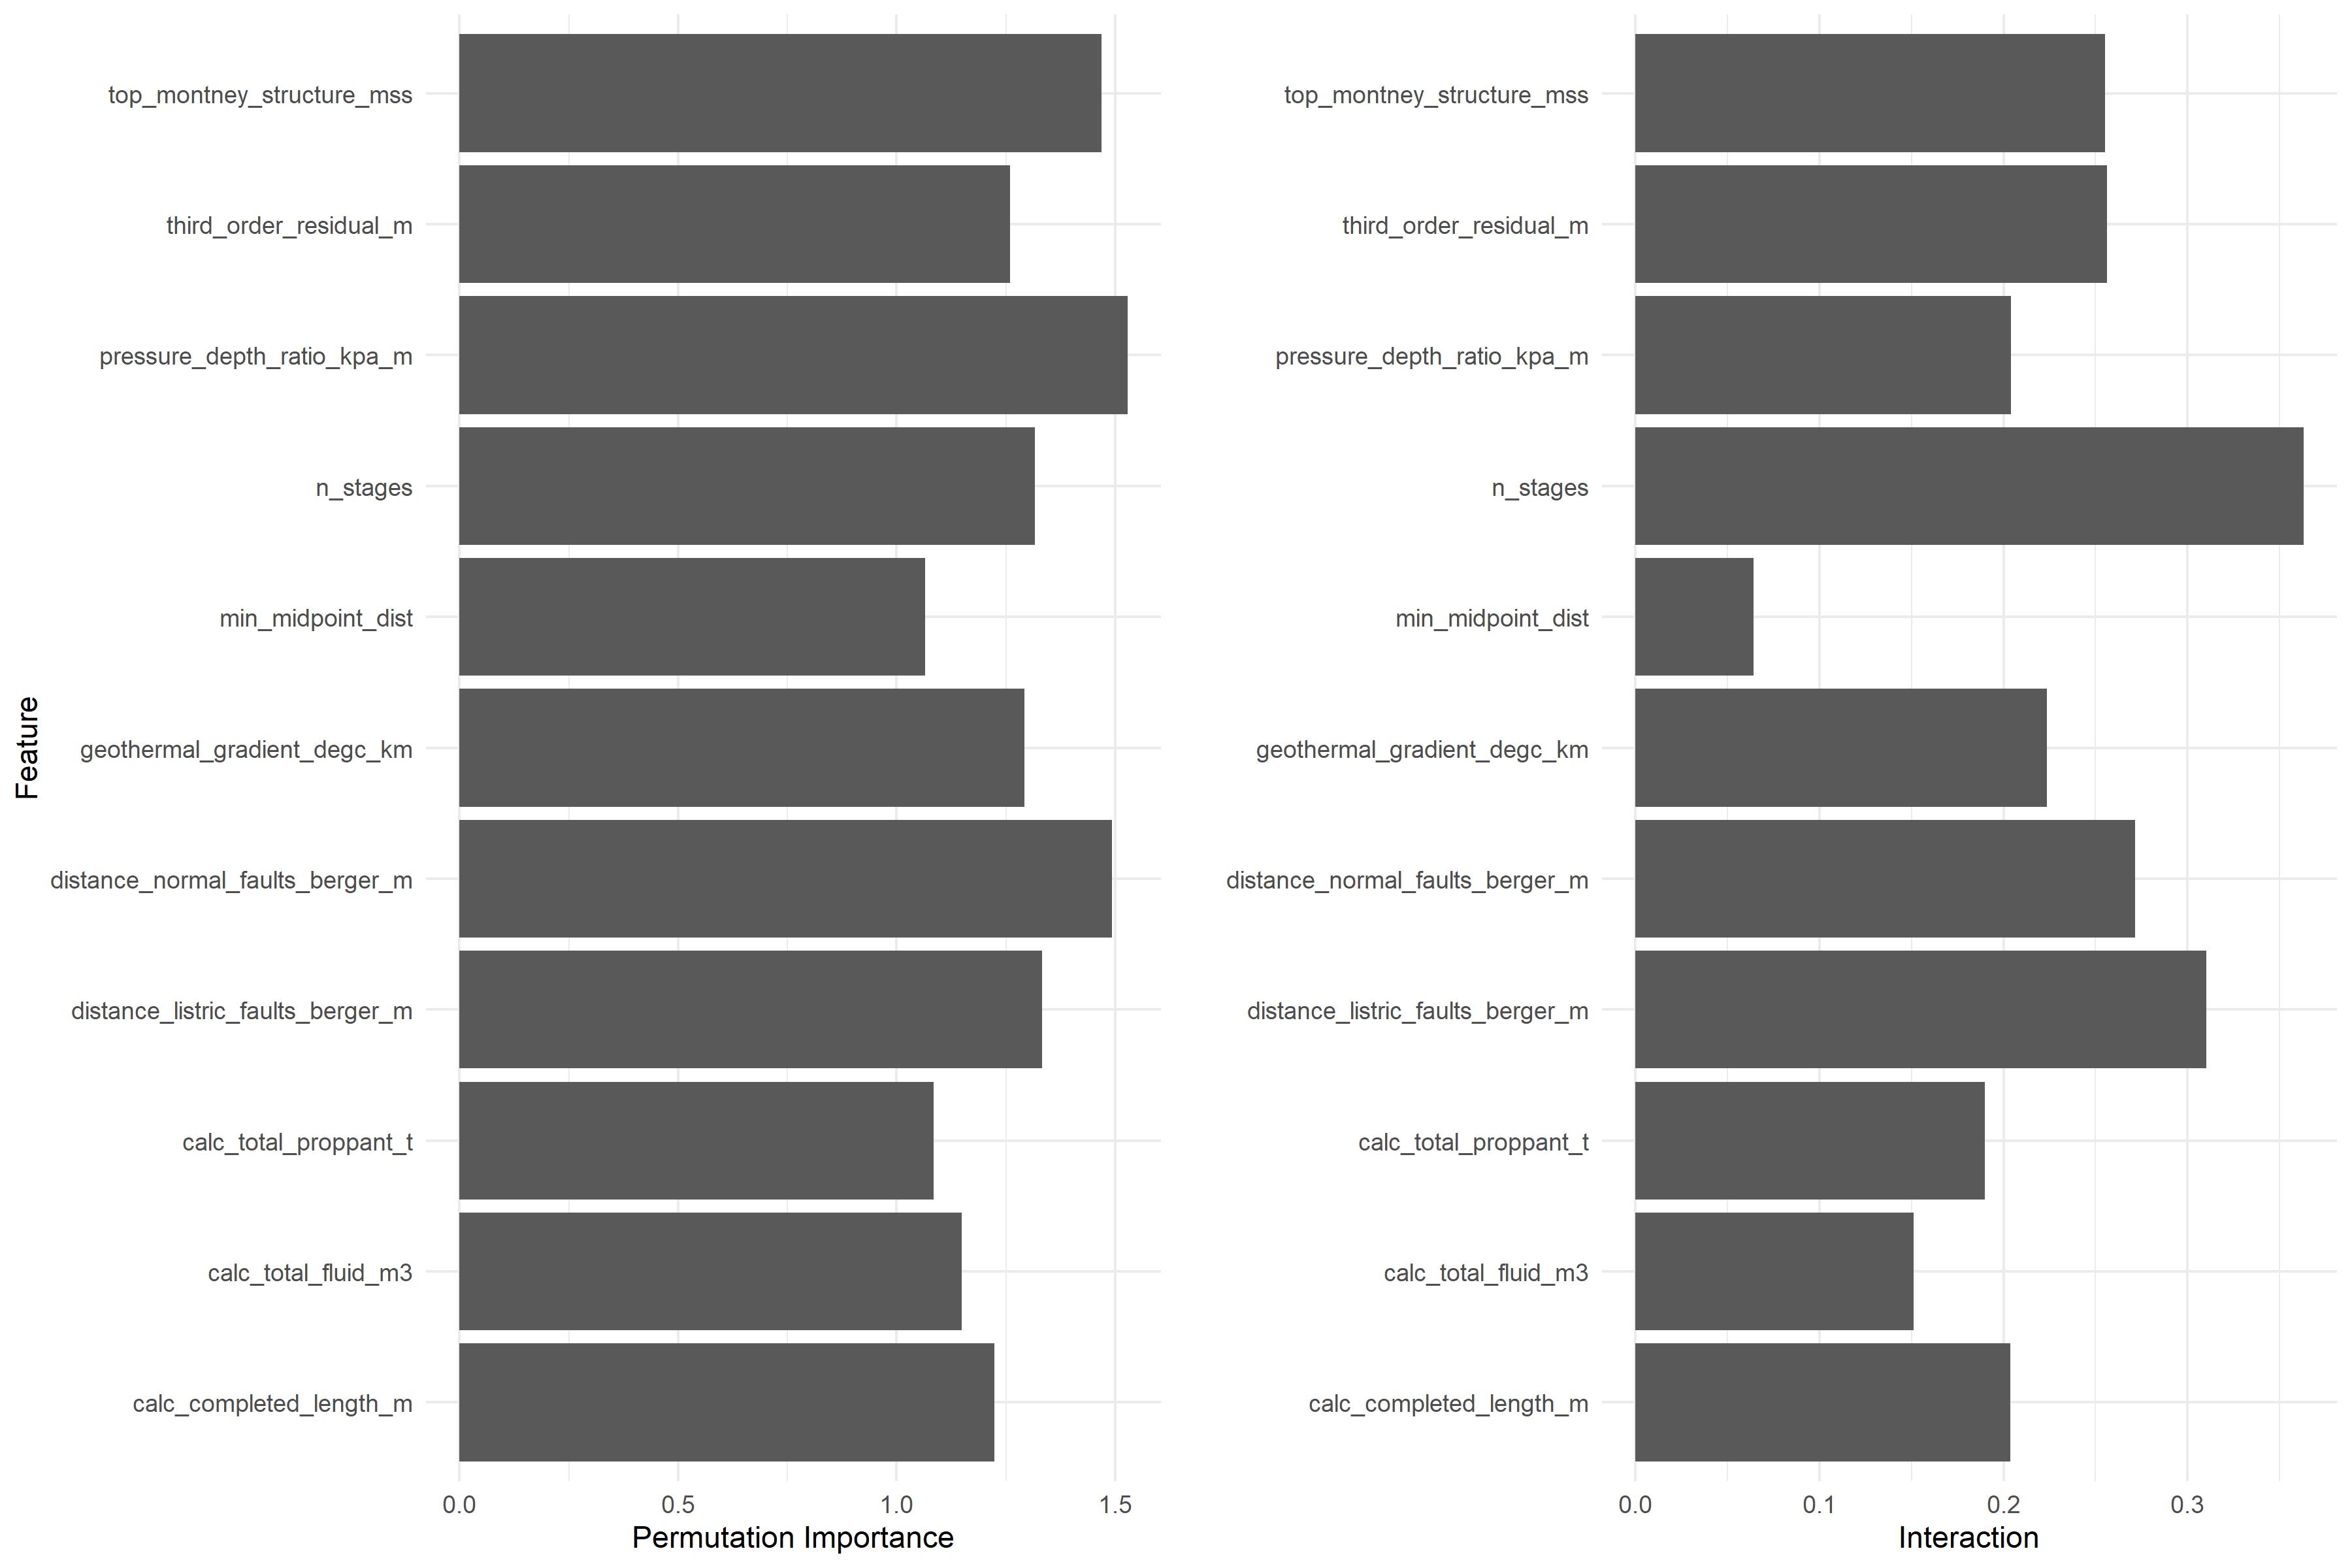 top_montney_structure_mss
third_order_residual_m
pressure_depth_ratio_kpa_m
n_stages
min_midpoint_dist
geothermal_gradient_degc_km
distance_normal_faults_berger_m
distance_listric_faults_berger_m
calc_total_proppant_t
calc_total_fluid_m3
calc_completed_length_m
Feature
0.0 0.5 1.0 1.5
Permutation Importance
top_montney_structure_mss
third_order_residual_m
pressure_depth_ratio_kpa_m
n_stages
min_midpoint_dist
geothermal_gradient_degc_km
distance_normal_faults_berger_m
distance_listric_faults_berger_m
calc_total_proppant_t
calc_total_fluid_m3
calc_completed_length_m
0.0 0.1 0.2 0.3
Interaction